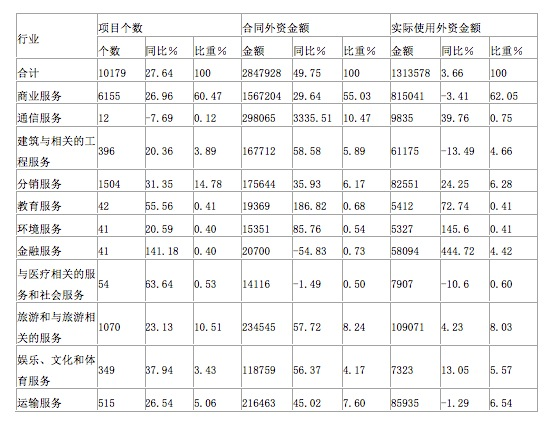 行业 项目个数 合同外资金额 实际使用外资金额
个数 同比% 比重% 金额 同比% 比重% 金额 同比% 比重%
合计 10179 27.64 100 2847928 49.75 100 1313578 3.66 100
商业服务 6155 26.96 60.47 1567204 29.64 55.03 815041 -3.41 62.05
通信服务 12 -7.69 0.12 298065 3335.51 10.47 9835 39.76 0.75
建筑与相关的工
程服务 396 20.36 3.89 167712 58.58 5.89 61175 -13.49 4.66
分销服务 1504 31.35 14.78 175644 35.93 6.17 82551 24.25 6.28
教育服务 42 55.56 0.41 19369 186.82 0.68 5412 72.74 0.41
环境服务 41 20.59 0.40 15351 85.76 0.54 5327 145.6 0.41
金融服务 41 141.18 0.40 20700 -54.83 0.73 58094 444.72 4.42
与医疗相关的服
务和社会服务 54 63.64 0.53 14116 -1.49 0.50 7907 -10.6 0.60
旅游和与旅游相
关的服务 1070 23.13 10.51 234545 57.72 8.24 109071 4.23 8.03
娱乐、文化和体
育服务 349 37.94 3.43 118759 56.37 4.17 7323 13.05 5.57
运输服务 515 26.54 5.06 216463 45.02 7.60 85935 -1.29 6.54